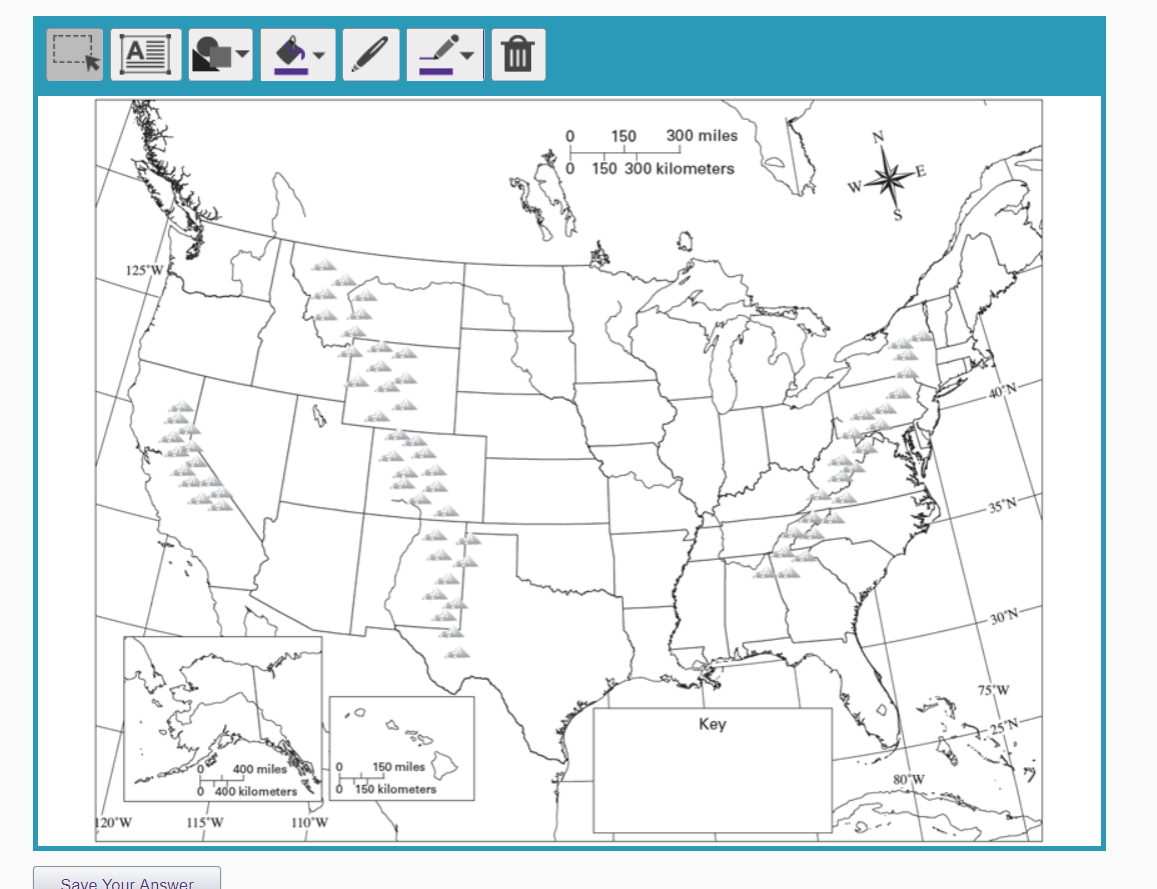 A
0 150 300 miles
0 150 300 kilometers
N
W E
S
125°W
40°N
35°N
30°N
75°W
25°N
80°W
Key
0 400 miles
0 400 kilometers
0 150 miles
0 150 kilometers
120°W 115°W 110°W
Save Your Answer